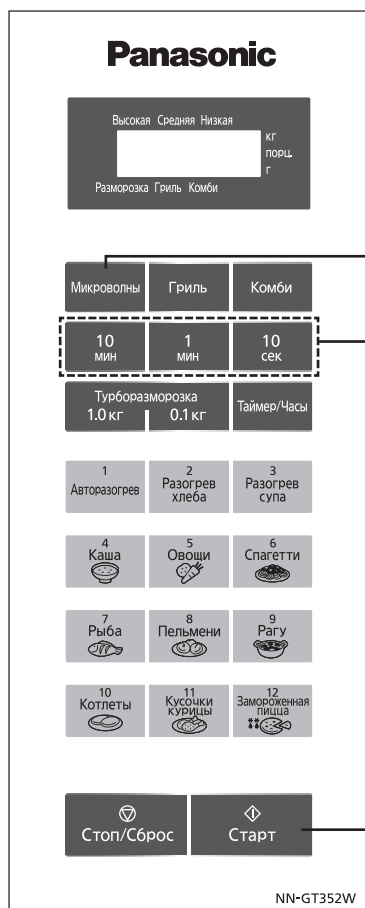 Panasonic
Высокая Средняя Низкая
кг
порц.
г
Разморозка Гриль Комби
Микроволны Гриль Комби
10 мин 1 мин 10 сек
Турборазморозка
1.0 кг 0.1 кг Таймер/Часы
1 Авторазогрев
2 Разогрев хлеба
3 Разогрев супа
4 Каша
5 Овощи
6 Спагетти
7 Рыба
8 Пельмени
9 Рагу
10 Котлеты
11 Кусочки курицы
12 Замороженная пицца
Стоп/Сброс Старт
NN-GT352W